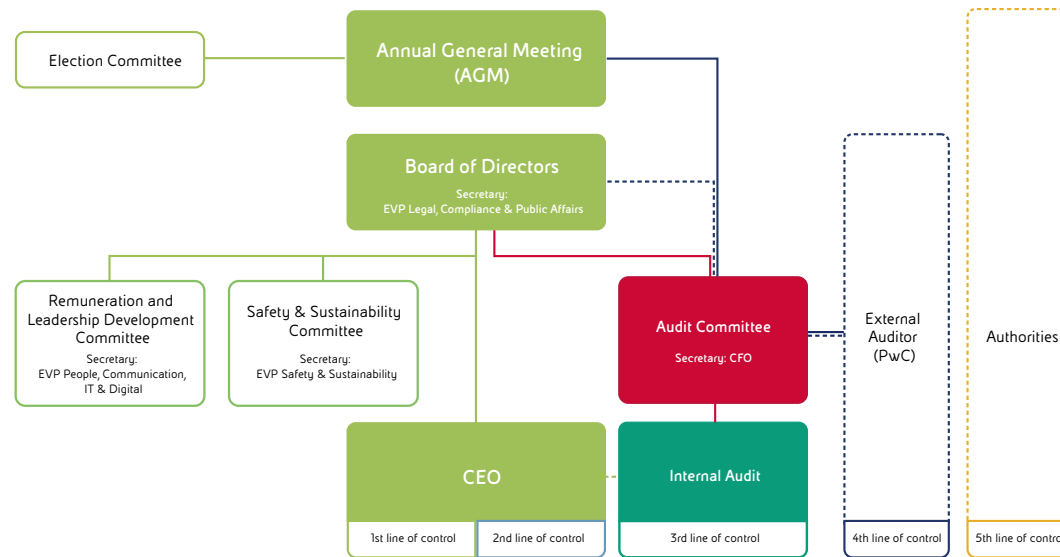 Election Committee
Annual General Meeting
(AGM)
Board of Directors
Secretary:
EVP Legal, Compliance & Public Affairs
Remuneration and
Leadership Development
Committee
Secretary:
EVP People, Communication,
IT & Digital
Safety & Sustainability
Committee
Secretary:
EVP Safety & Sustainability
Audit Committee
Secretary: CFO
External
Auditor
(PwC)
Authorities
CEO
Internal Audit
1st line of control
2nd line of control
3rd line of control
4th line of control
5th line of control